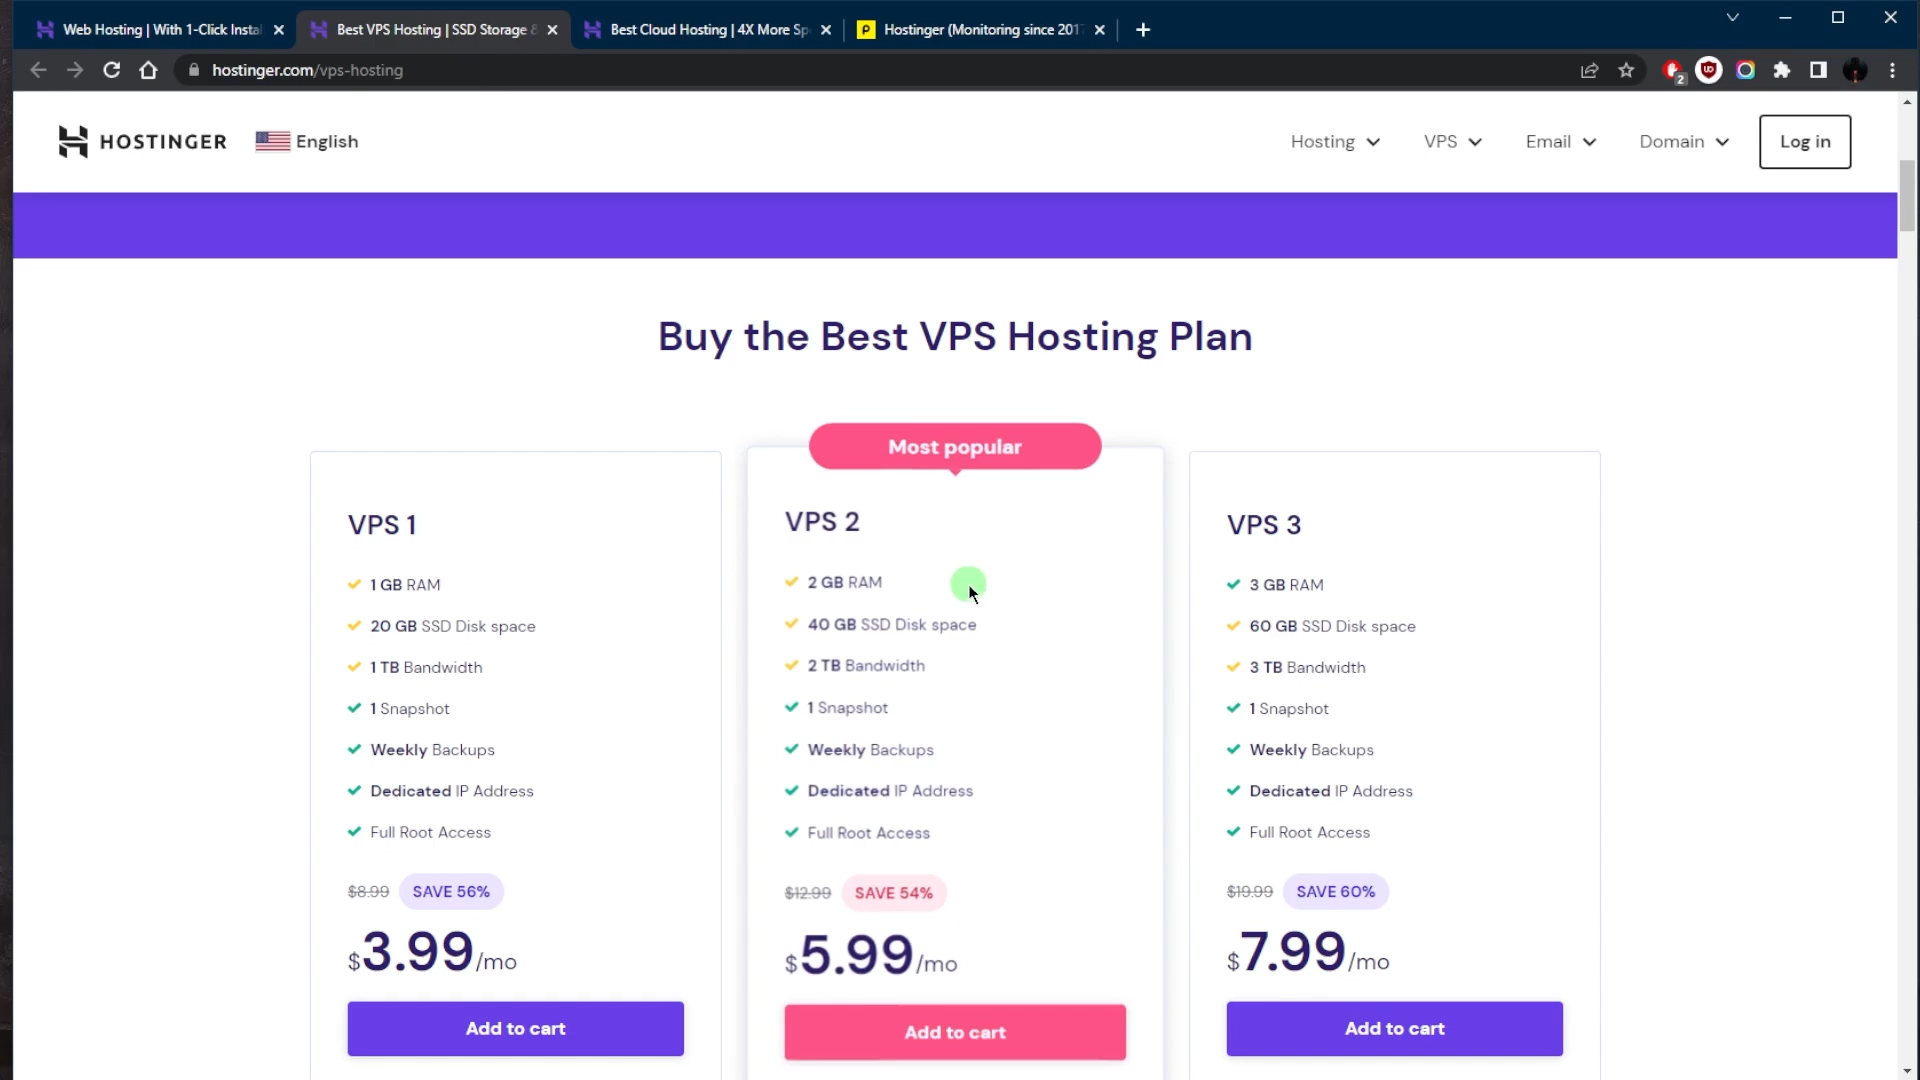 Web Hosting | With 1-Click Insta
Best VPS Hosting | SSD Storage &
Best Cloud Hosting | 4X More Sp
Hostinger (Monitoring since 2017
hostinger.com/vps-hosting
2
HOSTINGER
English
Hosting
VPS
Email
Domain
Log in
Buy the Best VPS Hosting Plan
VPS 1
1 GB RAM
20 GB SSD Disk space
1 TB Bandwidth
1 Snapshot
Weekly Backups
Dedicated IP Address
Full Root Access
$8.99 SAVE 56%
$3.99/mo
Add to cart
Most popular
VPS 2
2 GB RAM
40 GB SSD Disk space
2 TB Bandwidth
1 Snapshot
Weekly Backups
Dedicated IP Address
Full Root Access
$12.99 SAVE 54%
$5.99/mo
Add to cart
VPS 3
3 GB RAM
60 GB SSD Disk space
3 TB Bandwidth
1 Snapshot
Weekly Backups
Dedicated IP Address
Full Root Access
$19.99 SAVE 60%
$7.99/mo
Add to cart